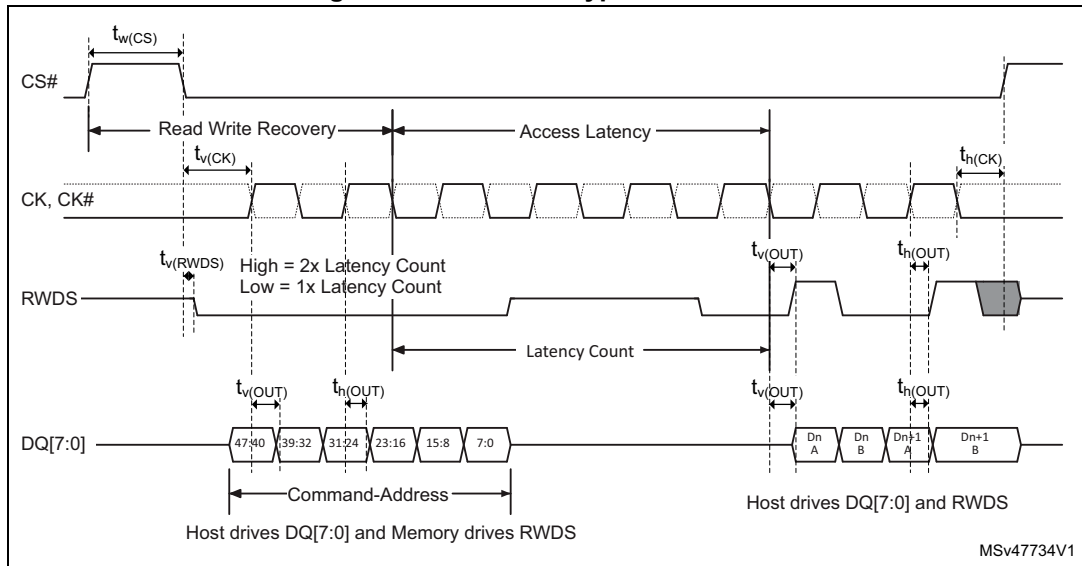 tw(CS)
CS#
Read Write Recovery
Access Latency
tv(CK)
th(CK)
CK, CK#
tv(RWDS)
High = 2x Latency Count
Low = 1x Latency Count
tv(OUT)
th(OUT)
RWDS
Latency Count
tv(OUT)
th(OUT)
tv(OUT)
th(OUT)
DQ[7:0]
47:40
39:32
31:24
23:16
15:8
7:0
Dn
A
Dn
B
Dn+1
A
Dn+1
B
Command-Address
Host drives DQ[7:0] and RWDS
Host drives DQ[7:0] and Memory drives RWDS
MSv47734V1